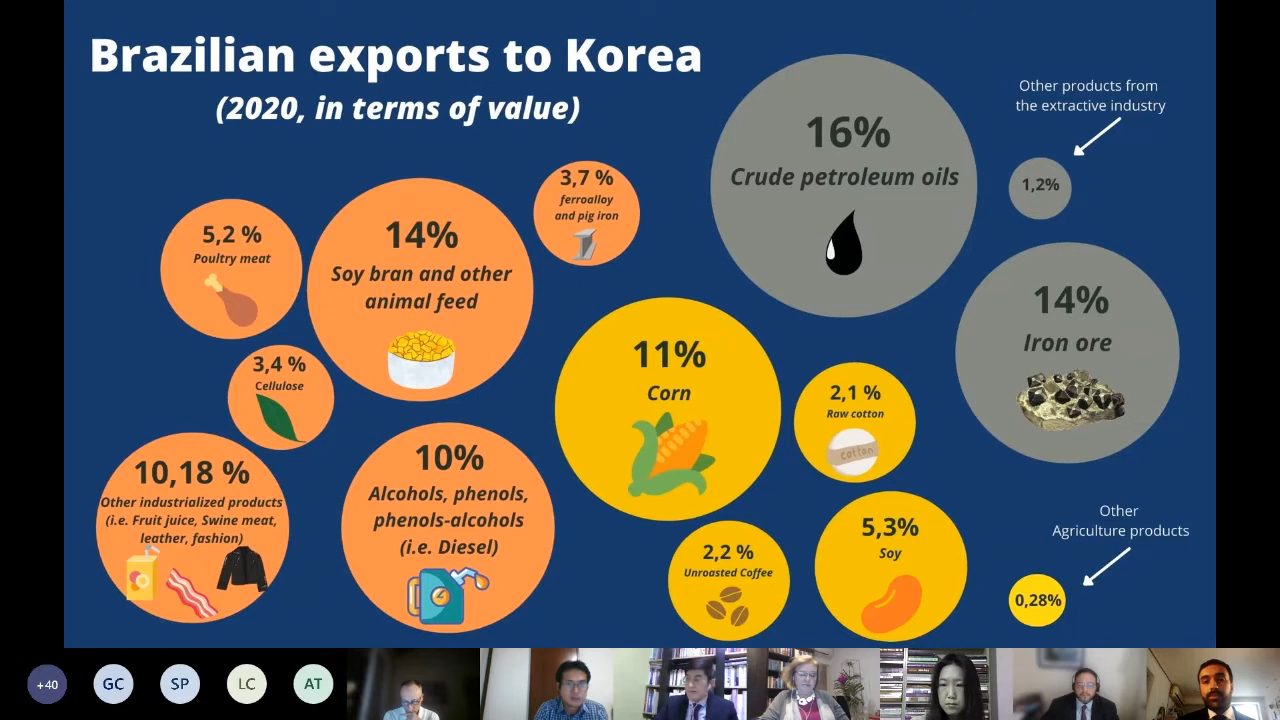 Brazilian exports to Korea
(2020, in terms of value)
16%
Crude petroleum oils
Other products from
the extractive industry
1,2%
3,7 %
ferroalloy
and pig iron
5,2 %
Poultry meat
14%
Soy bran and other
animal feed
14%
Iron ore
11%
Corn
3,4 %
Cellulose
2,1 %
Raw cotton
cotton
10,18 %
Other industrialized products
(i.e. Fruit juice, Swine meat,
leather, fashion)
10%
Alcohols, phenols,
phenols-alcohols
(i.e. Diesel)
2,2 %
Unroasted Coffee
5,3%
Soy
Other
Agriculture products
0,28%
+40
GC
SP
LC
AT